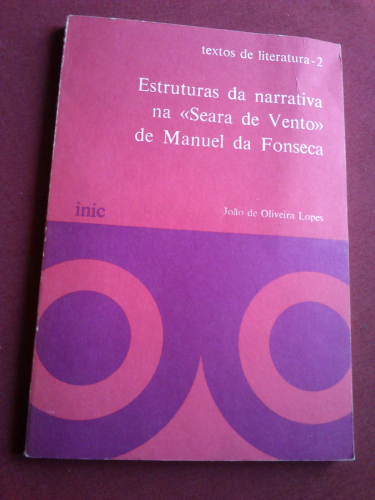 textos de literatura-2
Estruturas da narrativa
na «Seara de Vento»
de Manuel da Fonseca
inic
João de Oliveira Lopes